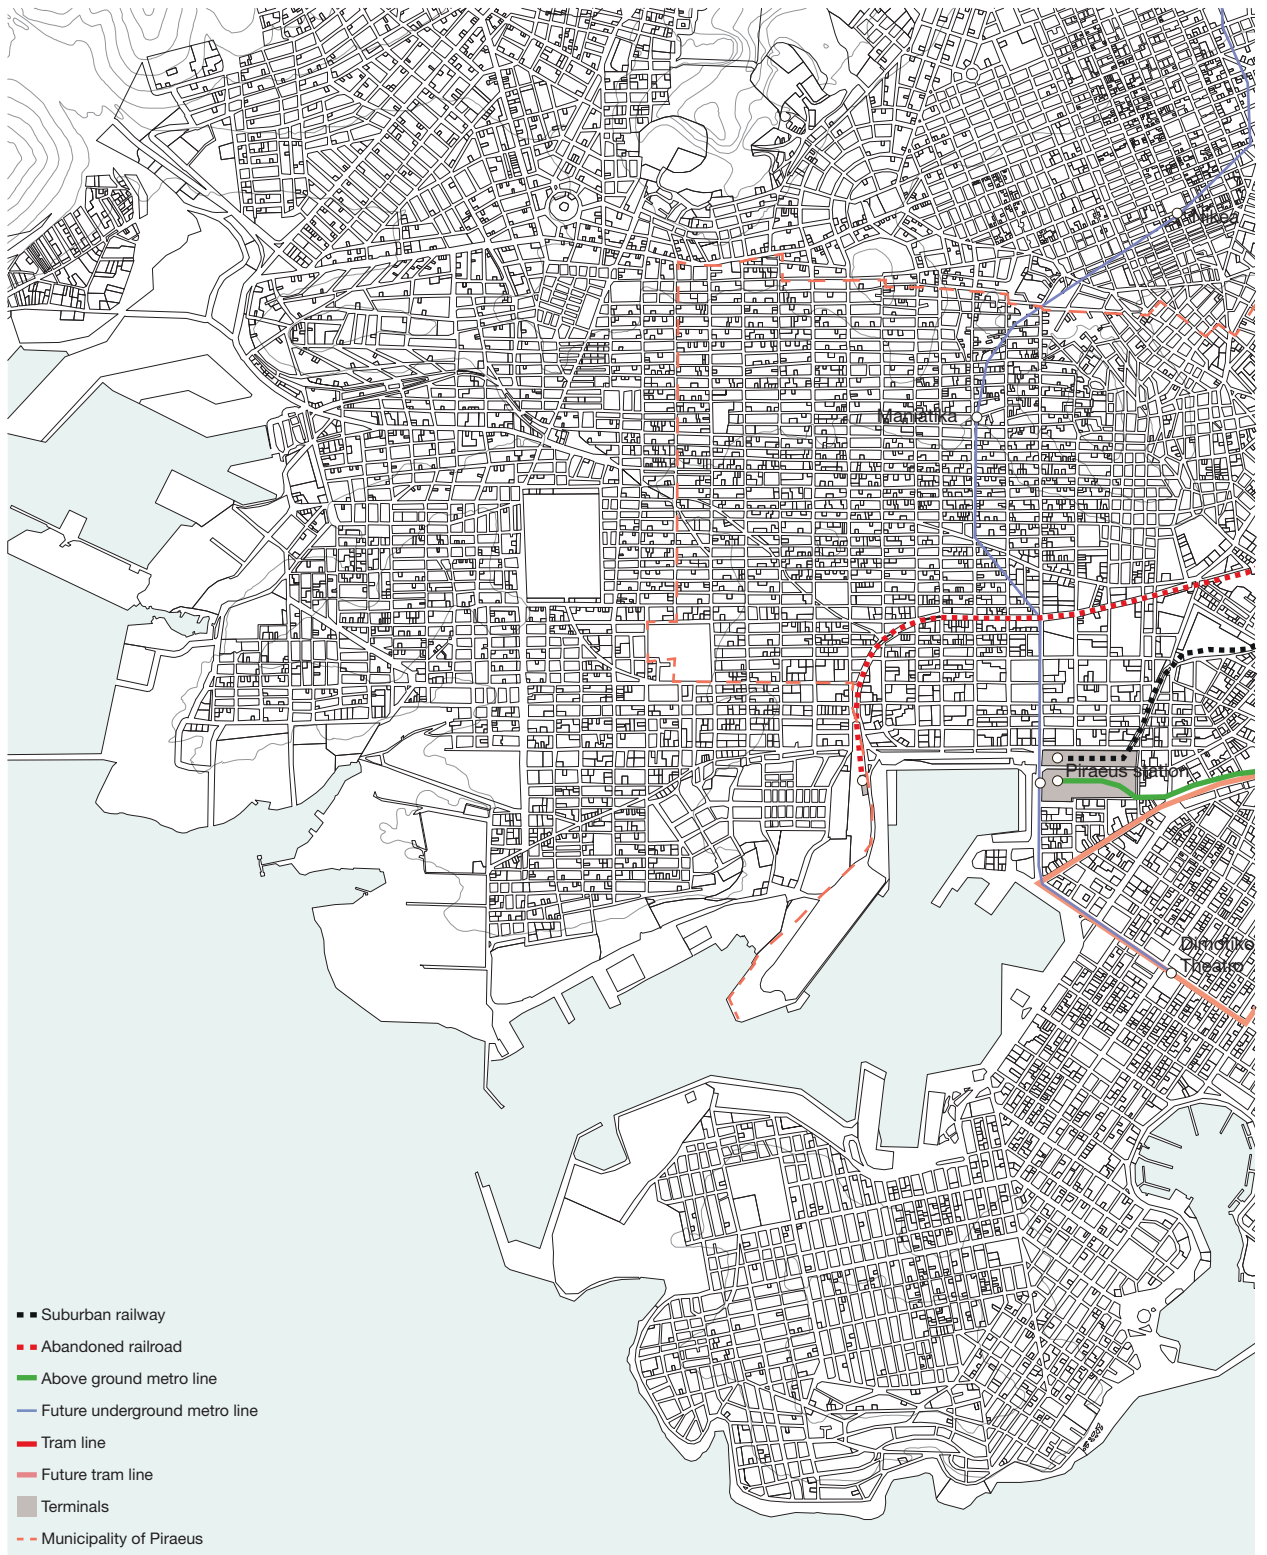 Nikea
Maniatika
Piraeus station
Dimotiko
Theatro
Suburban railway
Abandoned railroad
Above ground metro line
Future underground metro line
Tram line
Future tram line
Terminals
Municipality of Piraeus